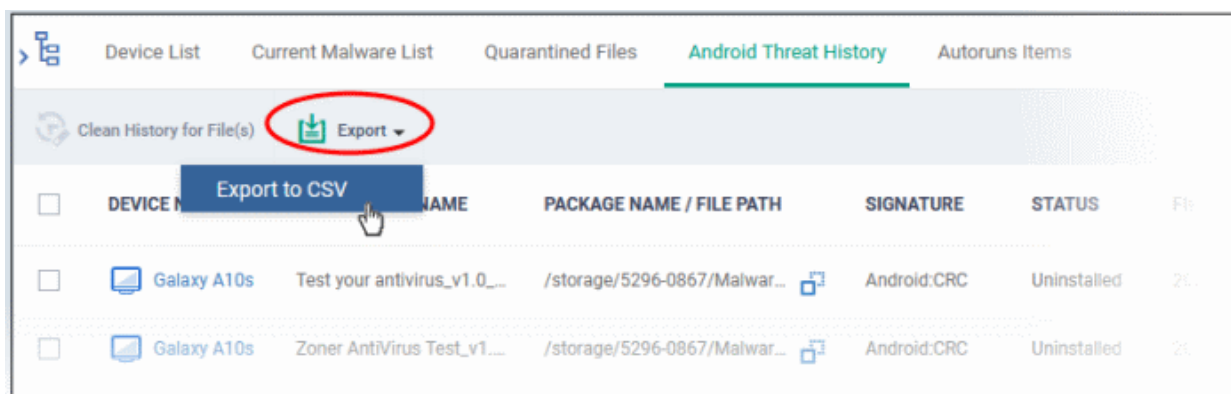 Device List Current Malware List Quarantined Files Android Threat History Autoruns Items
Clean History for File(s) Export
Export to CSV
DEVICE NAME PACKAGE NAME / FILE PATH SIGNATURE STATUS
Galaxy A10s Test your antivirus_v1.0_... /storage/5296-0867/Malwar... Android:CRC Uninstalled
Galaxy A10s Zoner AntiVirus Test_v1.... /storage/5296-0867/Malwar... Android:CRC Uninstalled